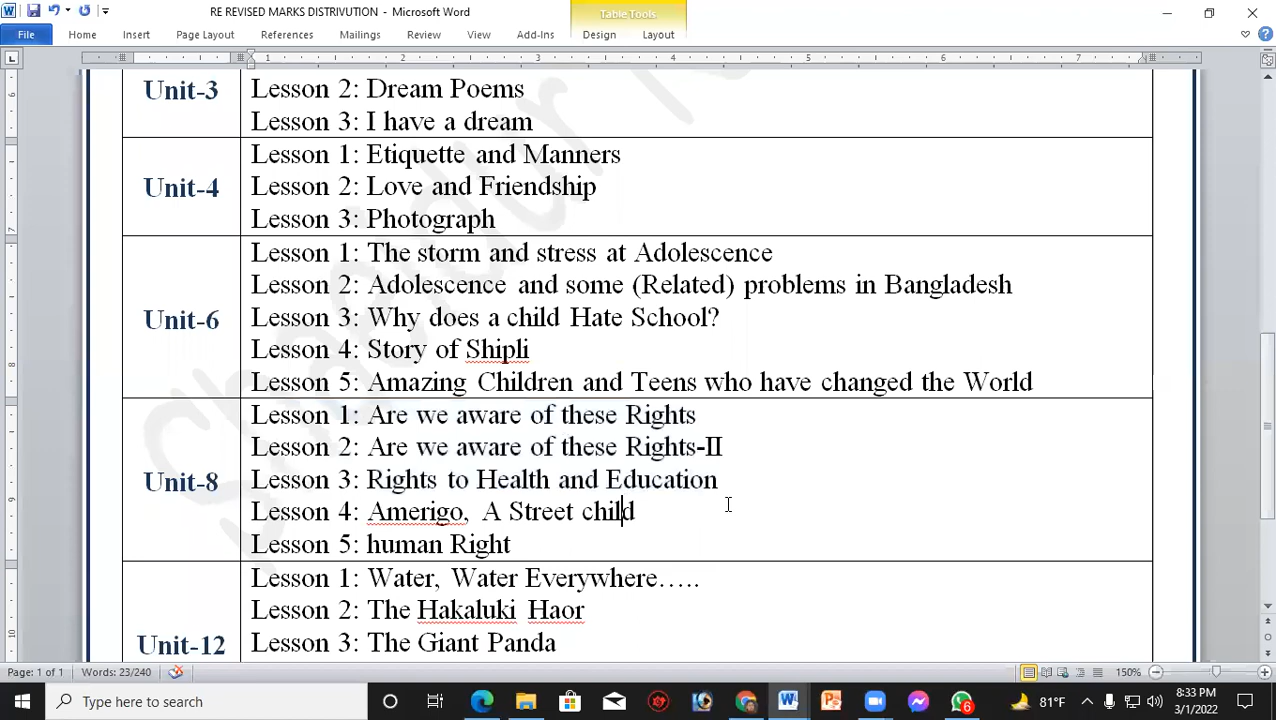 RE REVISED MARKS DISTRIVUTION - Microsoft Word
Table Tools
File Home Insert Page Layout References Mailings Review View Add-Ins Design Layout
1 2 3 4 5 6 7
Unit-3
Lesson 2: Dream Poems
Lesson 3: I have a dream
Unit-4
Lesson 1: Etiquette and Manners
Lesson 2: Love and Friendship
Lesson 3: Photograph
Unit-6
Lesson 1: The storm and stress at Adolescence
Lesson 2: Adolescence and some (Related) problems in Bangladesh
Lesson 3: Why does a child Hate School?
Lesson 4: Story of Shipli
Lesson 5: Amazing Children and Teens who have changed the World
Unit-8
Lesson 1: Are we aware of these Rights
Lesson 2: Are we aware of these Rights-II
Lesson 3: Rights to Health and Education
Lesson 4: Amerigo, A Street child
Lesson 5: human Right
Unit-12
Lesson 1: Water, Water Everywhere…..
Lesson 2: The Hakaluki Haor
Lesson 3: The Giant Panda
Page: 1 of 1 Words: 23/240 150%
Type here to search
6
81°F
8:33 PM
3/1/2022